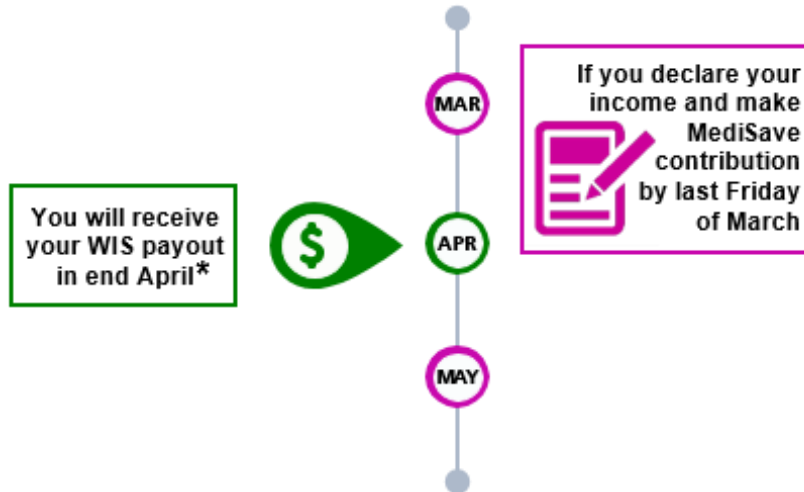 MAR
If you declare your
income and make
MediSave
contribution
by last Friday
of March
You will receive
your WIS payout
in end April*
$
APR
MAY